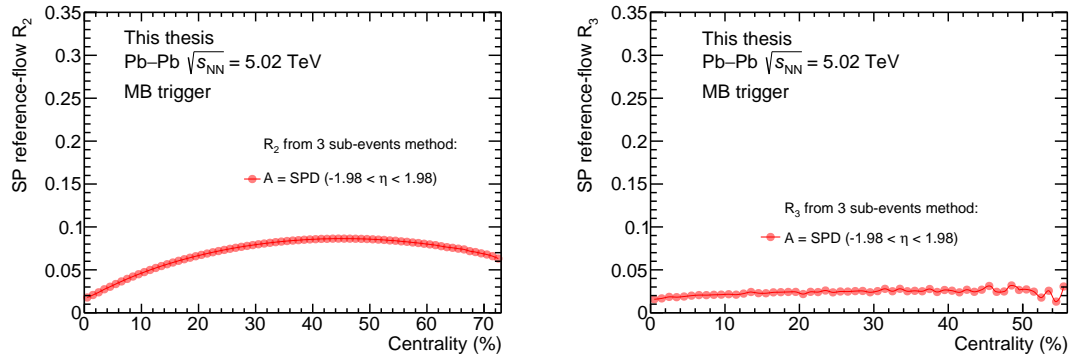 SP reference-flow R2
0.35
0.3
0.25
0.2
0.15
0.1
0.05
0
This thesis
Pb–Pb √sNN = 5.02 TeV
MB trigger
R2 from 3 sub-events method:
A = SPD (-1.98 < η < 1.98)
0 10 20 30 40 50 60 70
Centrality (%)
SP reference-flow R3
0.35
0.3
0.25
0.2
0.15
0.1
0.05
0
This thesis
Pb–Pb √sNN = 5.02 TeV
MB trigger
R3 from 3 sub-events method:
A = SPD (-1.98 < η < 1.98)
0 10 20 30 40 50
Centrality (%)